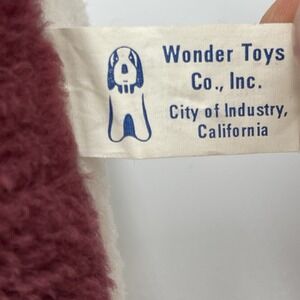 Wonder Toys
Co., Inc.
City of Industry,
California